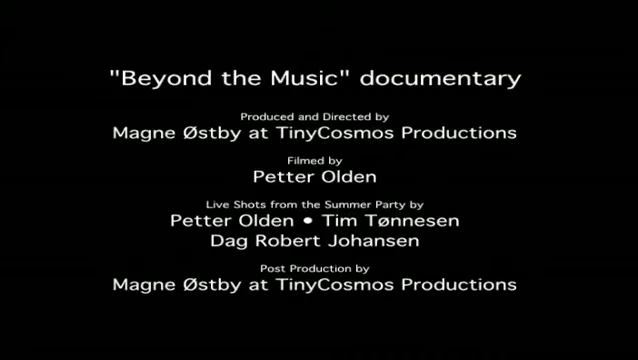 "Beyond the Music" documentary
Produced and Directed by
Magne Østby at TinyCosmos Productions
Filmed by
Petter Olden
Live Shots from the Summer Party by
Petter Olden • Tim Tønnesen
Dag Robert Johansen
Post Production by
Magne Østby at TinyCosmos Productions